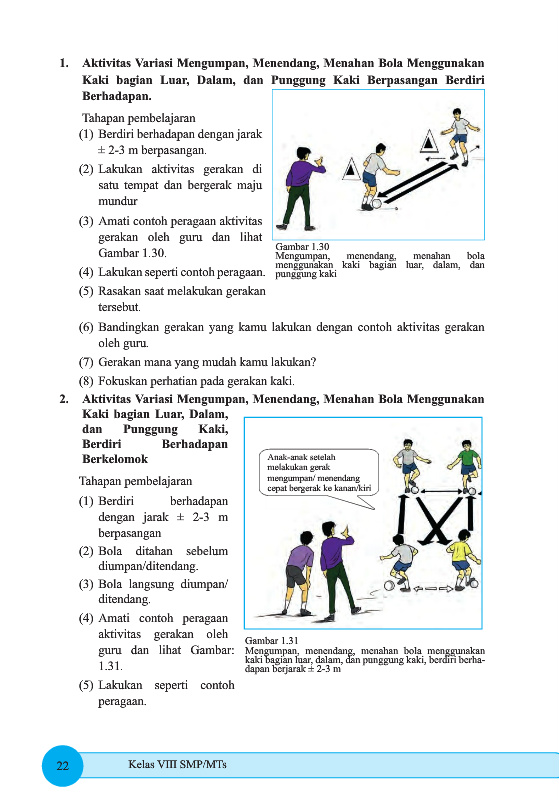 1. Aktivitas Variasi Mengumpan, Menendang, Menahan Bola Menggunakan
Kaki bagian Luar, Dalam, dan Punggung Kaki Berpasangan Berdiri
Berhadapan.
Tahapan pembelajaran
(1) Berdiri berhadapan dengan jarak
± 2-3 m berpasangan.
(2) Lakukan aktivitas gerakan di
satu tempat dan bergerak maju
mundur
(3) Amati contoh peragaan aktivitas
gerakan oleh guru dan lihat
Gambar 1.30.
(4) Lakukan seperti contoh peragaan.
(5) Rasakan saat melakukan gerakan
tersebut.
Gambar 1.30
Mengumpan, menendang, menahan bola
menggunakan kaki bagian luar, dalam, dan
punggung kaki
(6) Bandingkan gerakan yang kamu lakukan dengan contoh aktivitas gerakan
oleh guru.
(7) Gerakan mana yang mudah kamu lakukan?
(8) Fokuskan perhatian pada gerakan kaki.
2. Aktivitas Variasi Mengumpan, Menendang, Menahan Bola Menggunakan
Kaki bagian Luar, Dalam,
dan Punggung Kaki,
Berdiri Berhadapan
Berkelomok
Tahapan pembelajaran
(1) Berdiri berhadapan
dengan jarak ± 2-3 m
berpasangan
(2) Bola ditahan sebelum
diumpan/ditendang.
(3) Bola langsung diumpan/
ditendang.
(4) Amati contoh peragaan
aktivitas gerakan oleh
guru dan lihat Gambar:
1.31.
(5) Lakukan seperti contoh
peragaan.
Anak-anak setelah
melakukan gerak
mengumpan/ menendang
cepat bergerak ke kanan/kiri
Gambar 1.31
Mengumpan, menendang, menahan bola menggunakan
kaki bagian luar, dalam, dan punggung kaki, berdiri berha-
dapan berjarak ± 2-3 m
22
Kelas VIII SMP/MTs